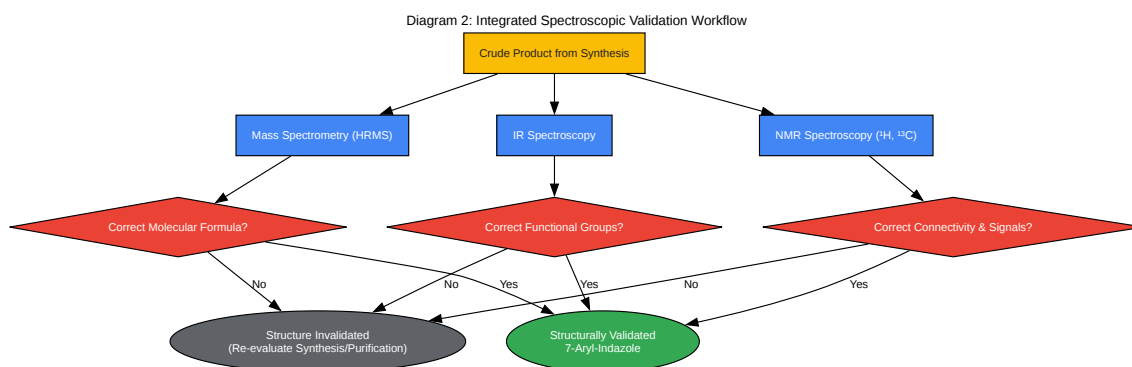 Diagram 2: Integrated Spectroscopic Validation Workflow
Crude Product from Synthesis
Mass Spectrometry (HRMS)
IR Spectroscopy
NMR Spectroscopy (¹H, ¹³C)
Correct Molecular Formula?
Correct Functional Groups?
Correct Connectivity & Signals?
No
No
Yes
Yes
No
Yes
Structure Invalidated
(Re-evaluate Synthesis/Purification)
Structurally Validated
7-Aryl-Indazole